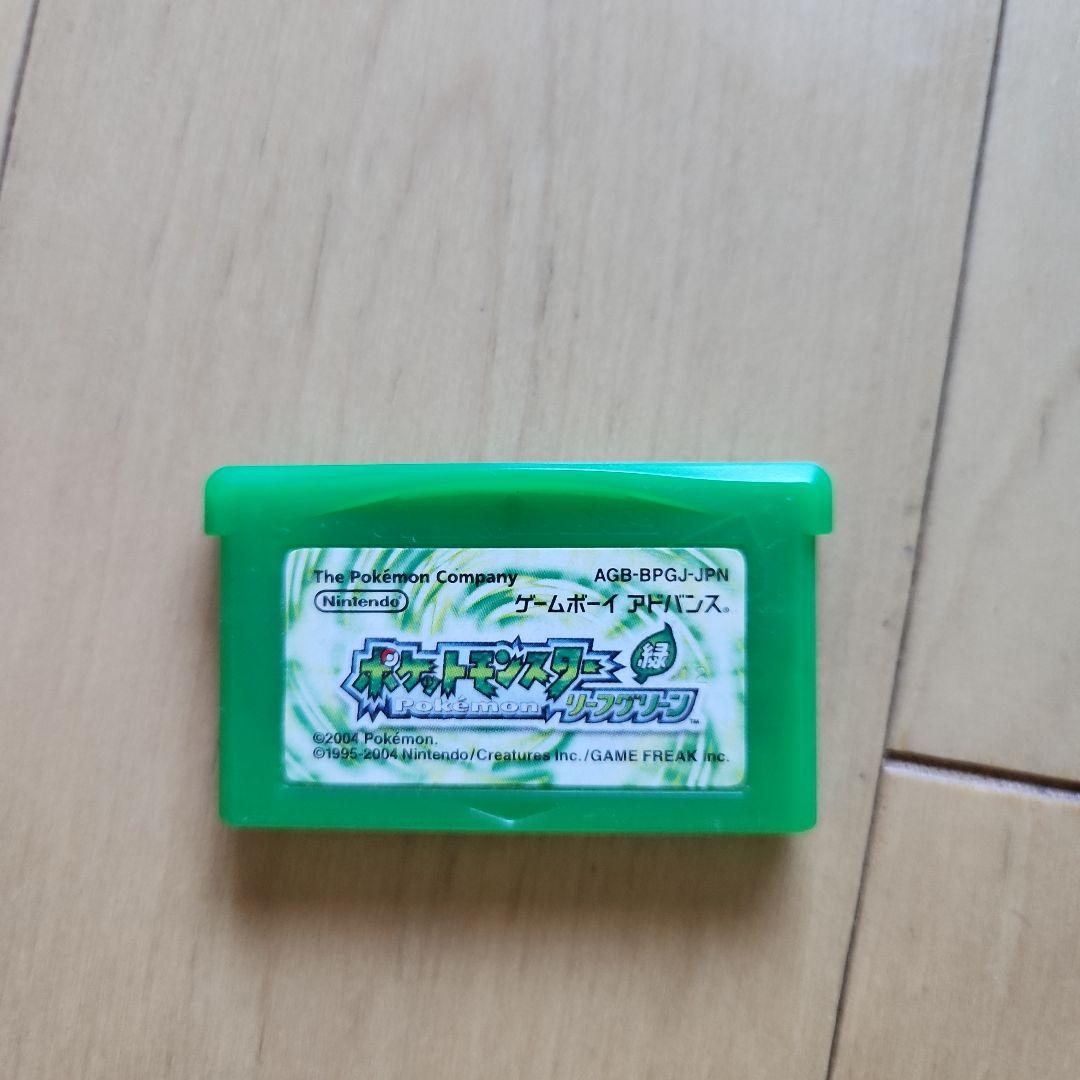 The Pokémon Company AGB-BPGJ-JPN
Nintendo ゲームボーイ アドバンス®
ポケットモンスター 緑
Pokémon リーフグリーン™
©2004 Pokémon.
©1995-2004 Nintendo/Creatures Inc./GAME FREAK inc.